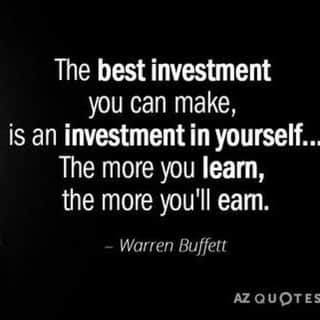 The best investment
you can make,
is an investment in yourself...
The more you learn,
the more you'll earn.
– Warren Buffett
AZ QUOTES